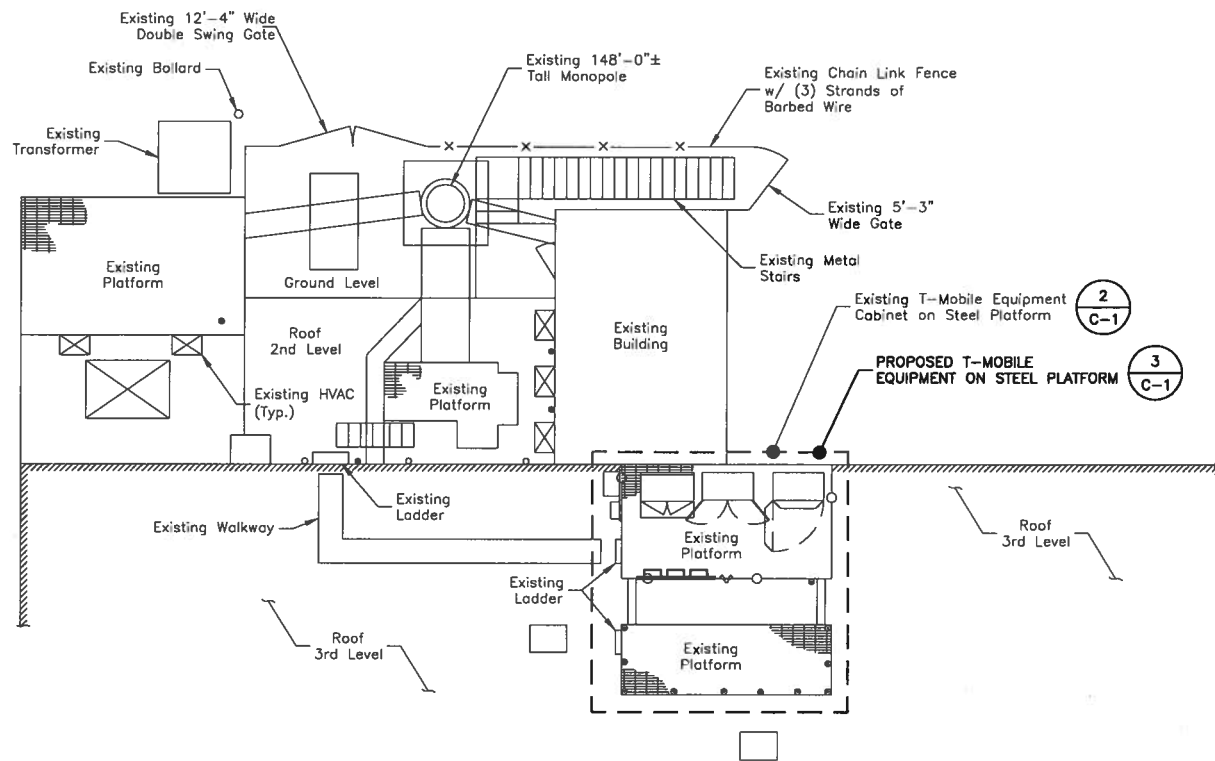 Existing 12'-4" Wide
Double Swing Gate
Existing Bollard
Existing 148'-0"±
Tall Monopole
Existing Chain Link Fence
w/ (3) Strands of
Barbed Wire
Existing
Transformer
Existing 5'-3"
Wide Gate
Existing
Platform
Ground Level
Existing Metal
Stairs
Existing T-Mobile Equipment
Cabinet on Steel Platform
2
C-1
Roof
2nd Level
Existing
Building
PROPOSED T-MOBILE
EQUIPMENT ON STEEL PLATFORM
3
C-1
Existing HVAC
(Typ.)
Existing
Platform
Existing
Ladder
Existing Walkway
Existing
Platform
Roof
3rd Level
Existing
Ladder
Roof
3rd Level
Existing
Platform